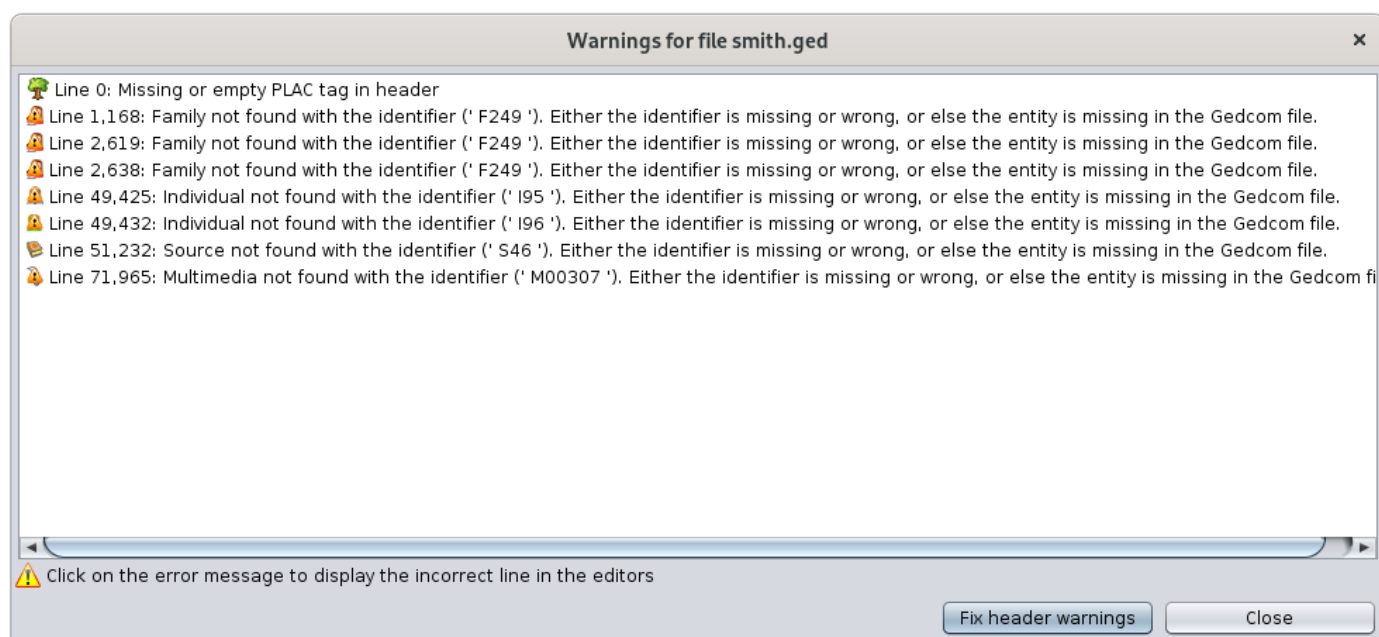 Warnings for file smith.ged
Line 0: Missing or empty PLAC tag in header
Line 1,168: Family not found with the identifier (' F249 '). Either the identifier is missing or wrong, or else the entity is missing in the Gedcom file.
Line 2,619: Family not found with the identifier (' F249 '). Either the identifier is missing or wrong, or else the entity is missing in the Gedcom file.
Line 2,638: Family not found with the identifier (' F249 '). Either the identifier is missing or wrong, or else the entity is missing in the Gedcom file.
Line 49,425: Individual not found with the identifier (' I95 '). Either the identifier is missing or wrong, or else the entity is missing in the Gedcom file.
Line 49,432: Individual not found with the identifier (' I96 '). Either the identifier is missing or wrong, or else the entity is missing in the Gedcom file.
Line 51,232: Source not found with the identifier (' S46 '). Either the identifier is missing or wrong, or else the entity is missing in the Gedcom file.
Line 71,965: Multimedia not found with the identifier (' M00307 '). Either the identifier is missing or wrong, or else the entity is missing in the Gedcom fi
Click on the error message to display the incorrect line in the editors
Fix header warnings
Close